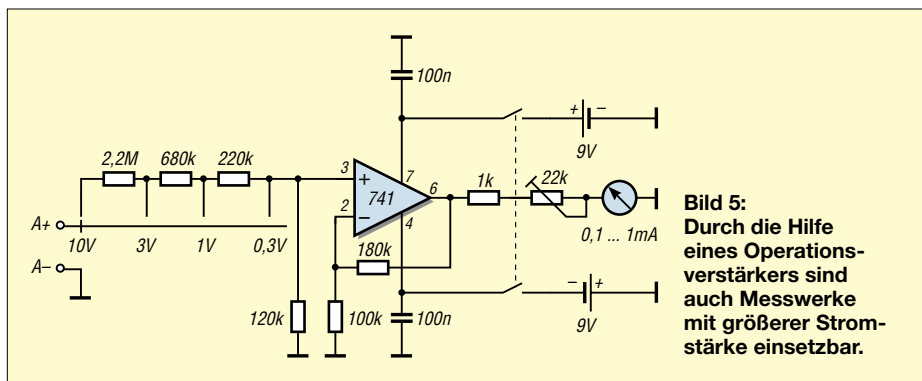 100n
+
−
9V
2,2M
680k
220k
3
+
7
6
741
2
−
4
1k
22k
A+
10V
3V
1V
0,3V
0,1 ... 1mA
180k
A−
120k
100k
100n
−
+
9V
Bild 5:
Durch die Hilfe
eines Operations-
verstärkers sind
auch Messwerke
mit größerer Strom-
stärke einsetzbar.